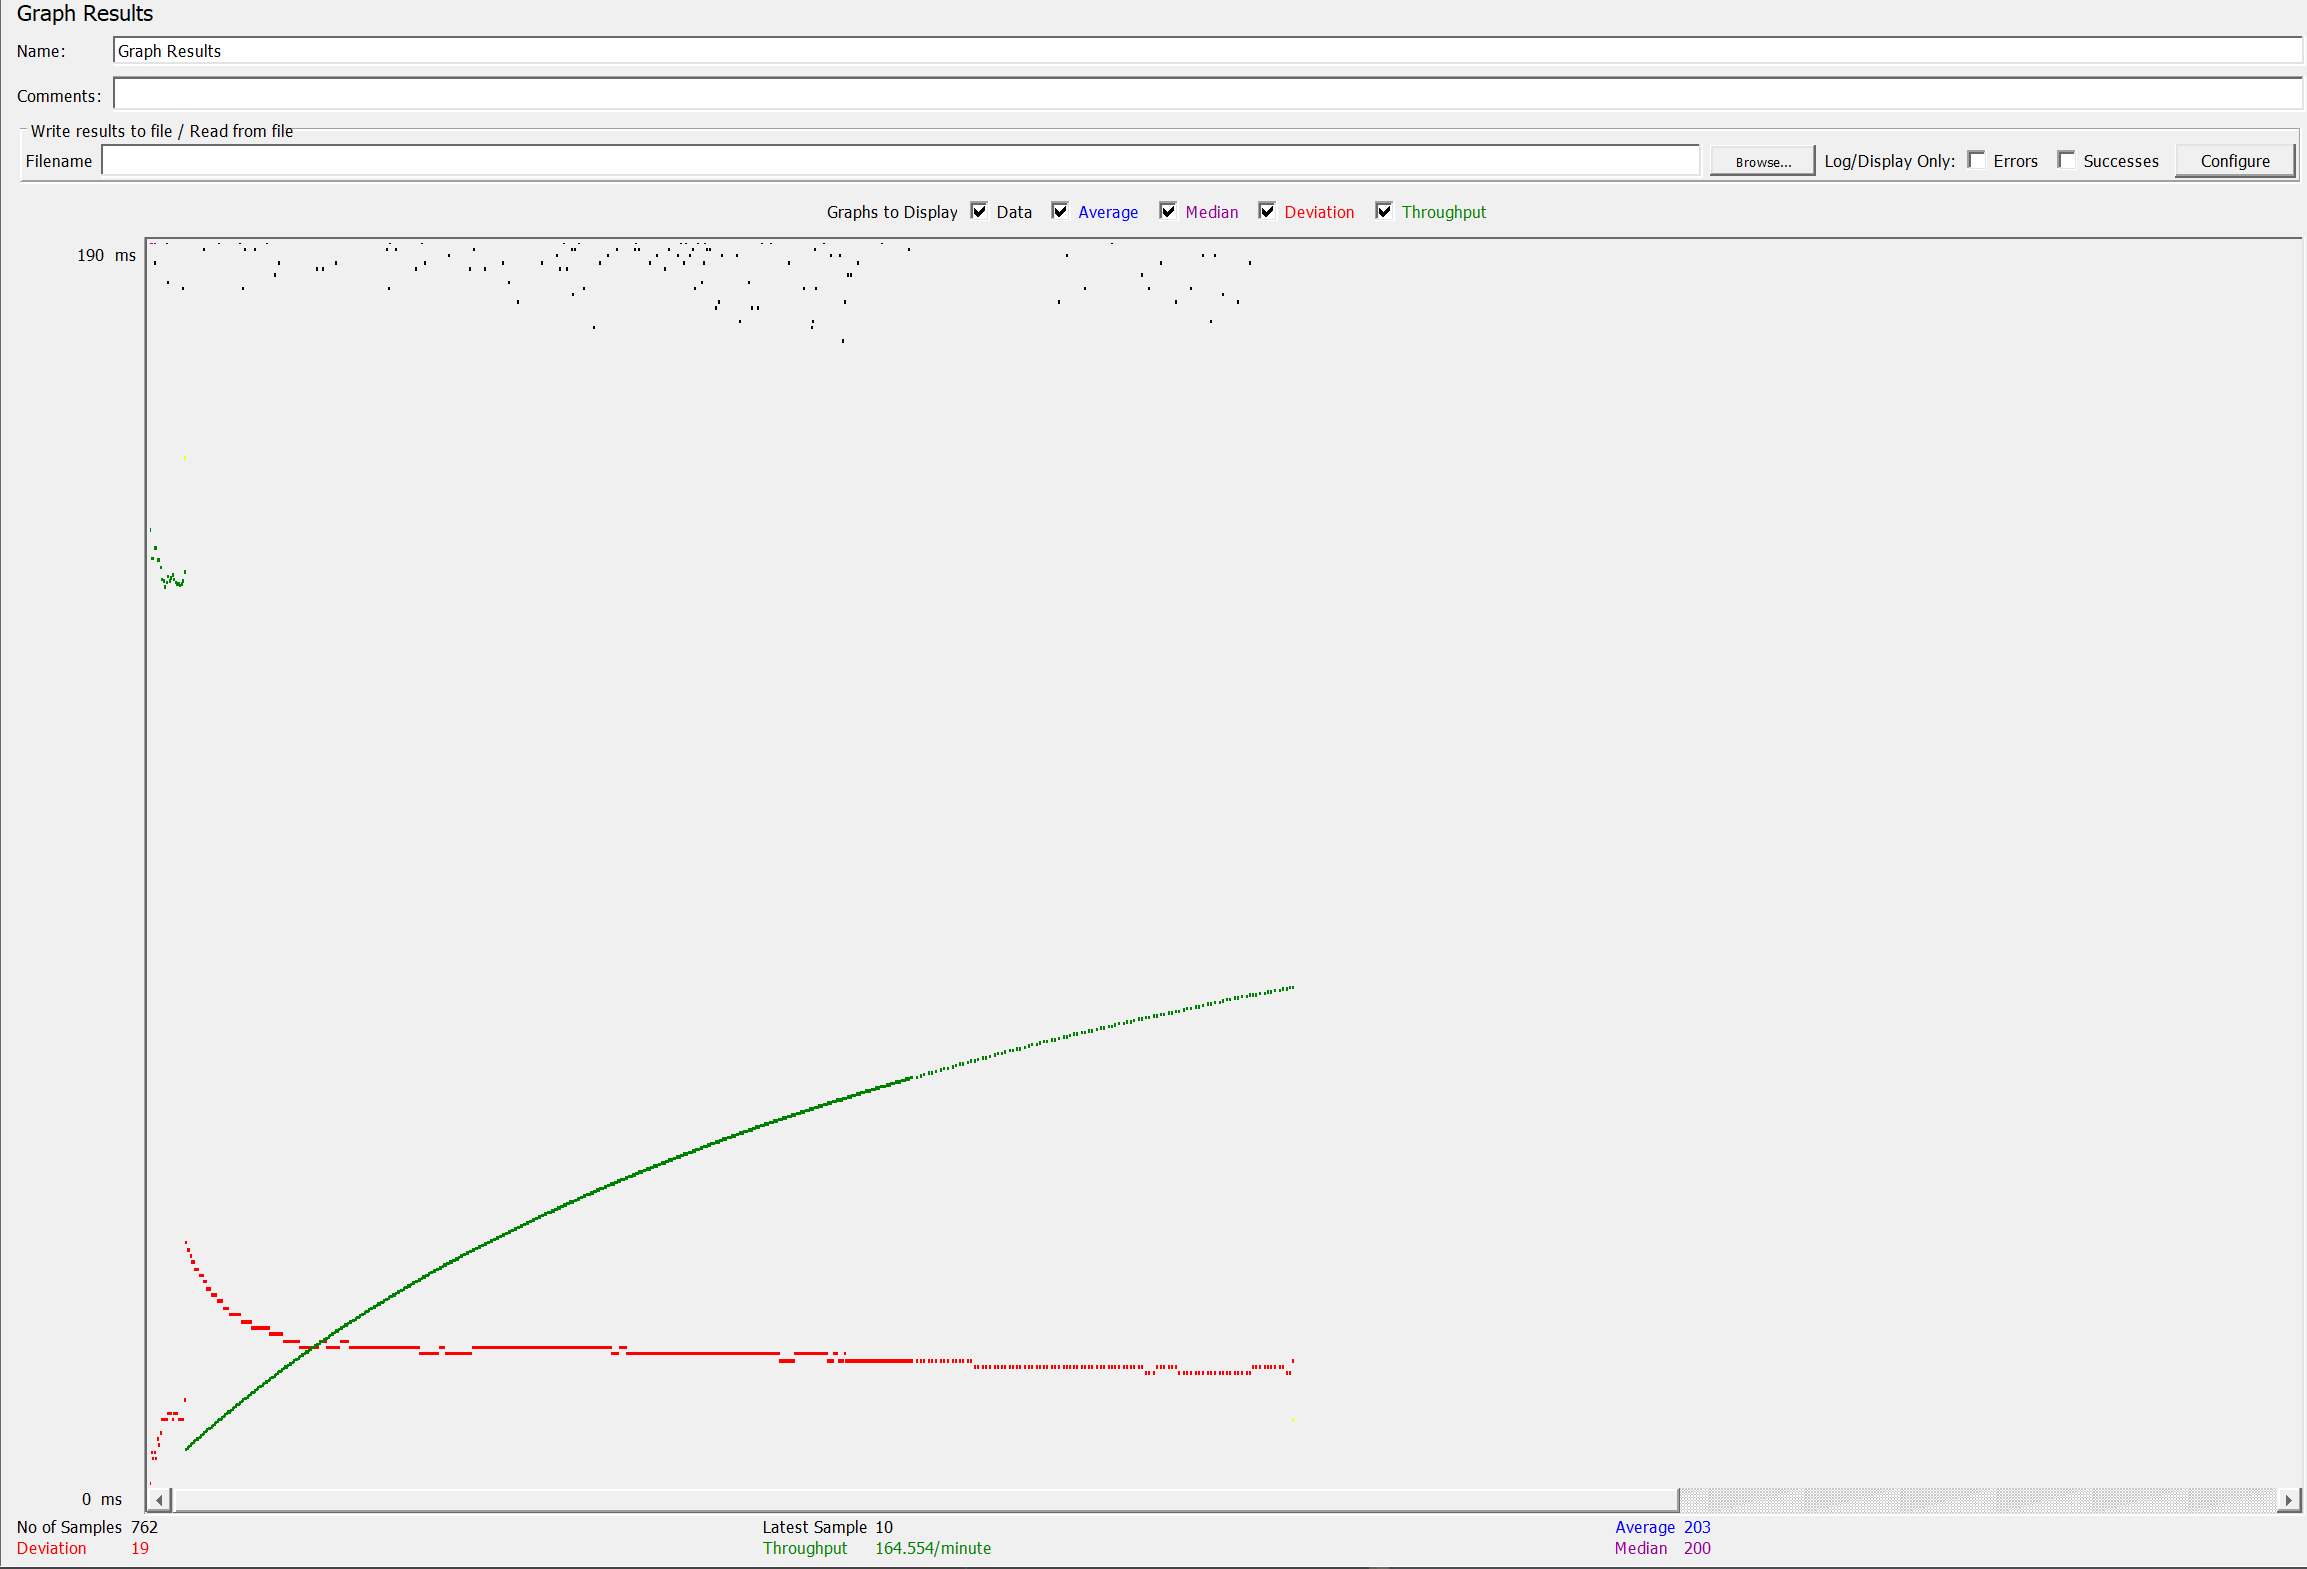 Graph Results
Name: Graph Results
Comments:
Write results to file / Read from file
Filename Browse... Log/Display Only: Errors Successes Configure
Graphs to Display Data Average Median Deviation Throughput
190 ms
0 ms
No of Samples 762 Latest Sample 10 Average 203
Deviation 19 Throughput 164.554/minute Median 200